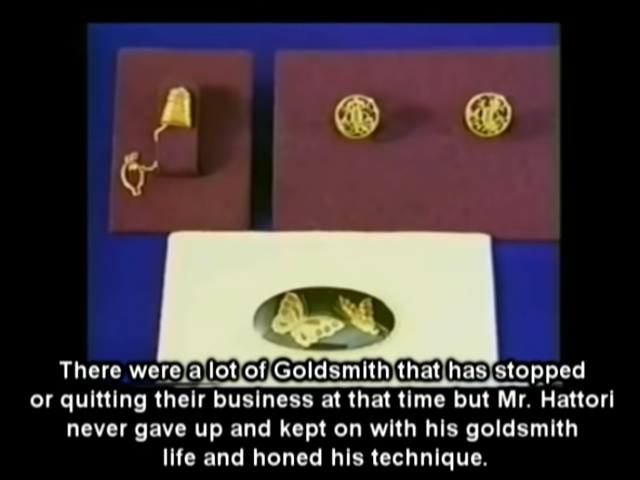 There were a lot of Goldsmith that has stopped
or quitting their business at that time but Mr. Hattori
never gave up and kept on with his goldsmith
life and honed his technique.